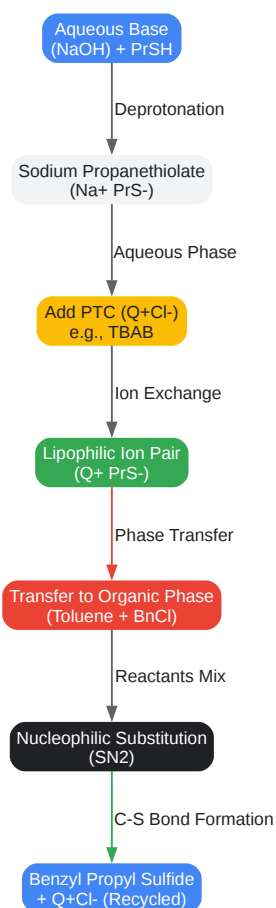 Aqueous Base
(NaOH) + PrSH
Deprotonation
Sodium Propanethiolate
(Na+ PrS-)
Aqueous Phase
Add PTC (Q+Cl-)
e.g., TBAB
Ion Exchange
Lipophilic Ion Pair
(Q+ PrS-)
Phase Transfer
Transfer to Organic Phase
(Toluene + BnCl)
Reactants Mix
Nucleophilic Substitution
(SN2)
C-S Bond Formation
Benzyl Propyl Sulfide
+ Q+Cl- (Recycled)